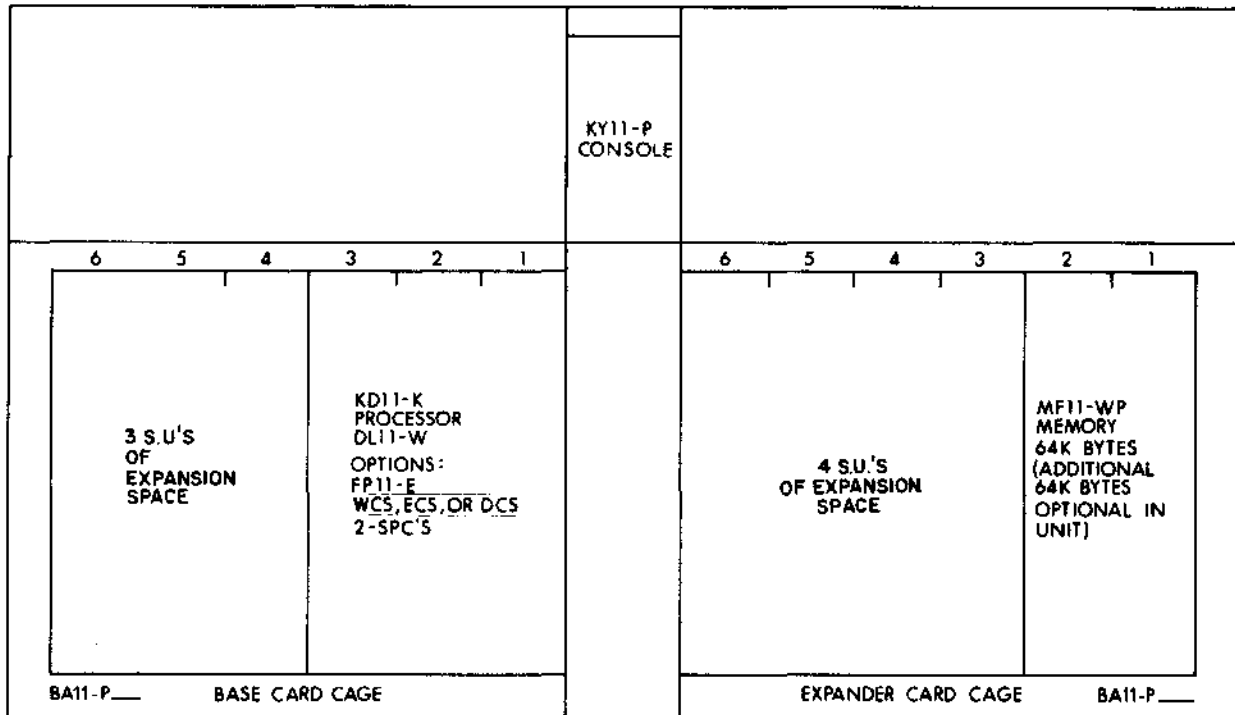 KY11-P
CONSOLE
6 5 4 3 2 1
6 5 4 3 2 1
3 S.U'S
OF
EXPANSION
SPACE
KD11-K
PROCESSOR
DL11-W
OPTIONS:
FP11-E
WCS, ECS, OR DCS
2-SPC'S
4 S.U.'S
OF EXPANSION
SPACE
MF11-WP
MEMORY
64K BYTES
(ADDITIONAL
64K BYTES
OPTIONAL IN
UNIT)
BA11-P__ BASE CARD CAGE
EXPANDER CARD CAGE BA11-P__